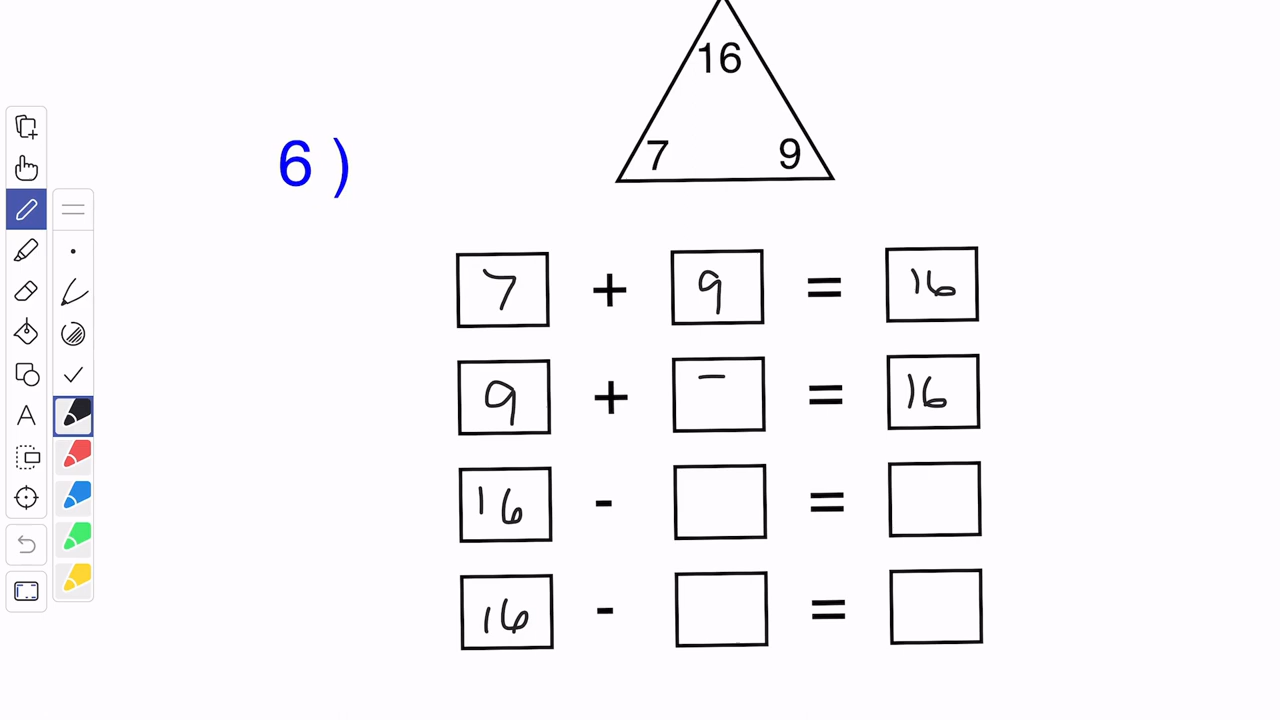 16
7 9
6 )
7 + 9 = 16
9 + = 16
16 - =
16 - =
A